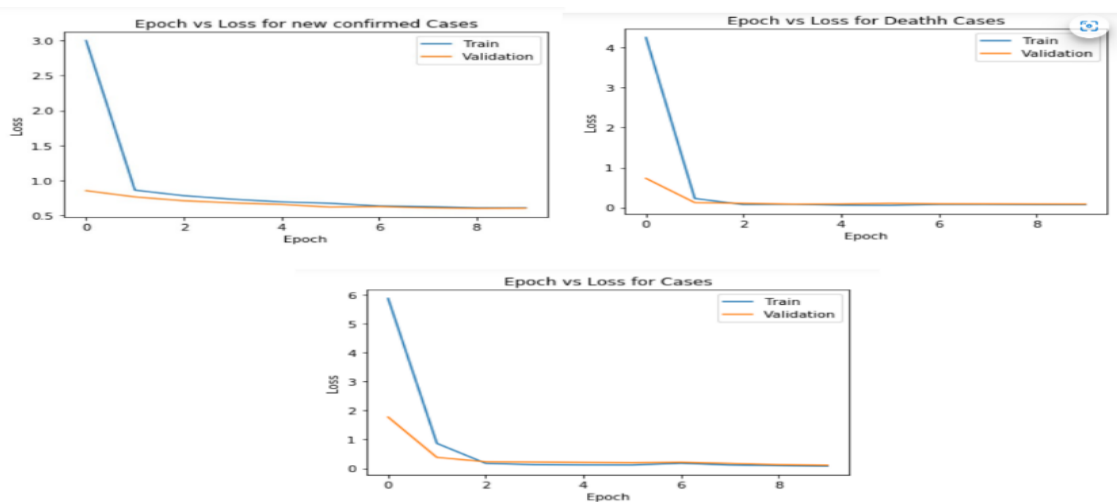 Epoch vs Loss for new confirmed Cases
3.0
2.5
2.0
1.5
1.0
0.5
Loss
0 2 4 6 8
Epoch
Train
Validation
Epoch vs Loss for Deathh Cases
4
3
2
1
0
Loss
0 2 4 6 8
Epoch
Train
Validation
Epoch vs Loss for Cases
6
5
4
3
2
1
0
Loss
0 2 4 6 8
Epoch
Train
Validation